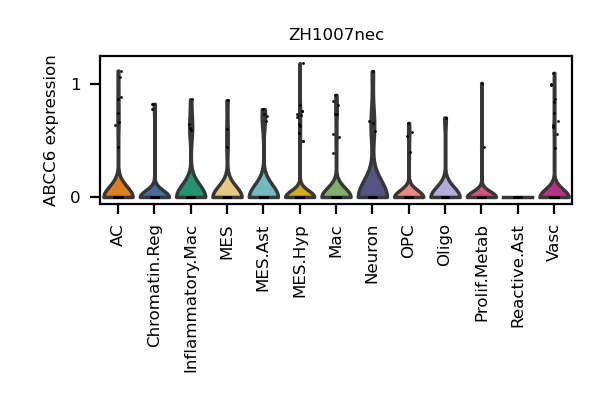 ZH1007nec
ABCC6 expression
1
0
AC
Chromatin.Reg
Inflammatory.Mac
MES
MES.Ast
MES.Hyp
Mac
Neuron
OPC
Oligo
Prolif.Metab
Reactive.Ast
Vasc